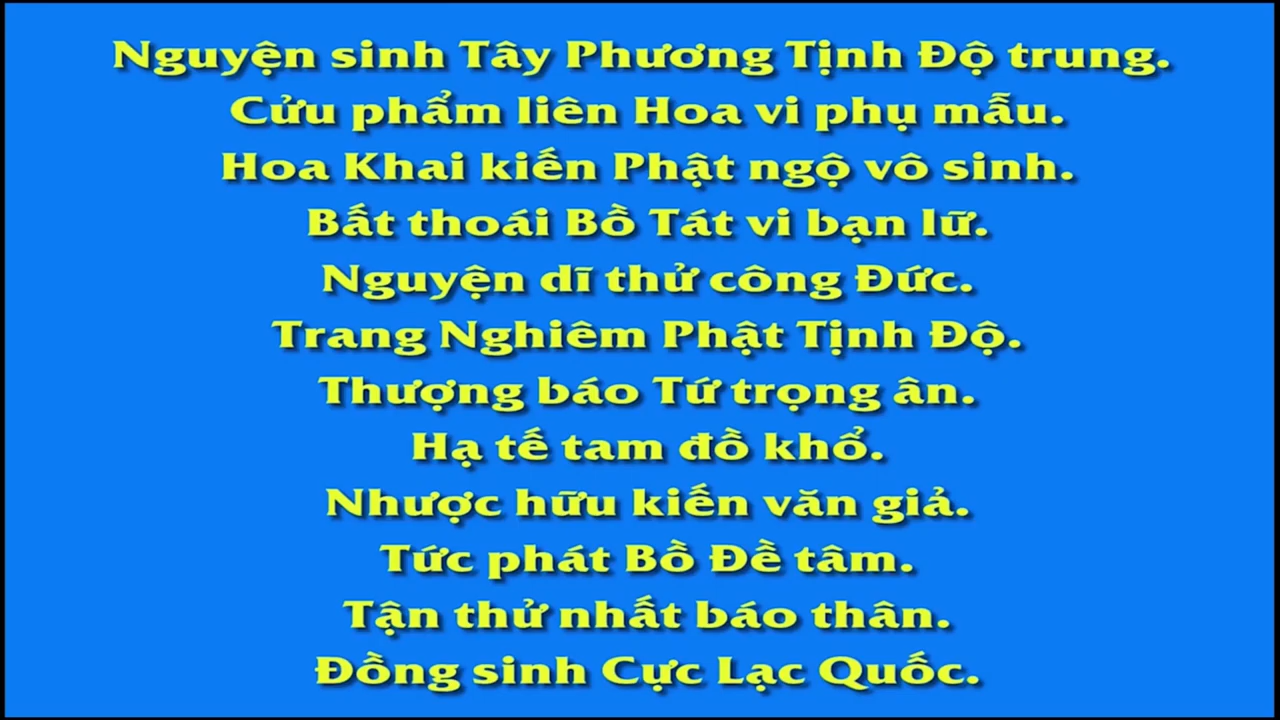 Nguyện sinh Tây Phương Tịnh Độ trung.
Cửu phẩm liên Hoa vi phụ mẫu.
Hoa Khai kiến Phật ngộ vô sinh.
Bất thoái Bồ Tát vi bạn lữ.
Nguyện dĩ thử công Đức.
Trang Nghiêm Phật Tịnh Độ.
Thượng báo Tứ trọng ân.
Hạ tế tam đồ khổ.
Nhược hữu kiến văn giả.
Tức phát Bồ Đề tâm.
Tận thử nhất báo thân.
Đồng sinh Cực Lạc Quốc.